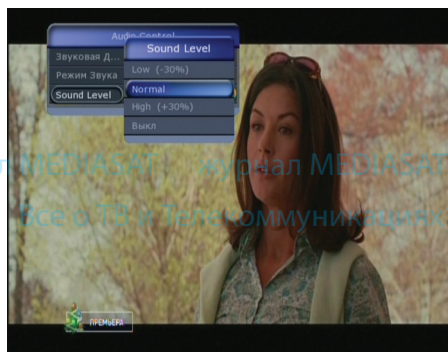 Audio Control
Sound Level
Звуковая Д...
Low (-30%)
Режим Звука
Normal
Sound Level
High (+30%)
Выкл
л MEDIASAT журнал MEDIASAT
Все о ТВ и Телекоммуникациях
ПРЕМЬЕРА